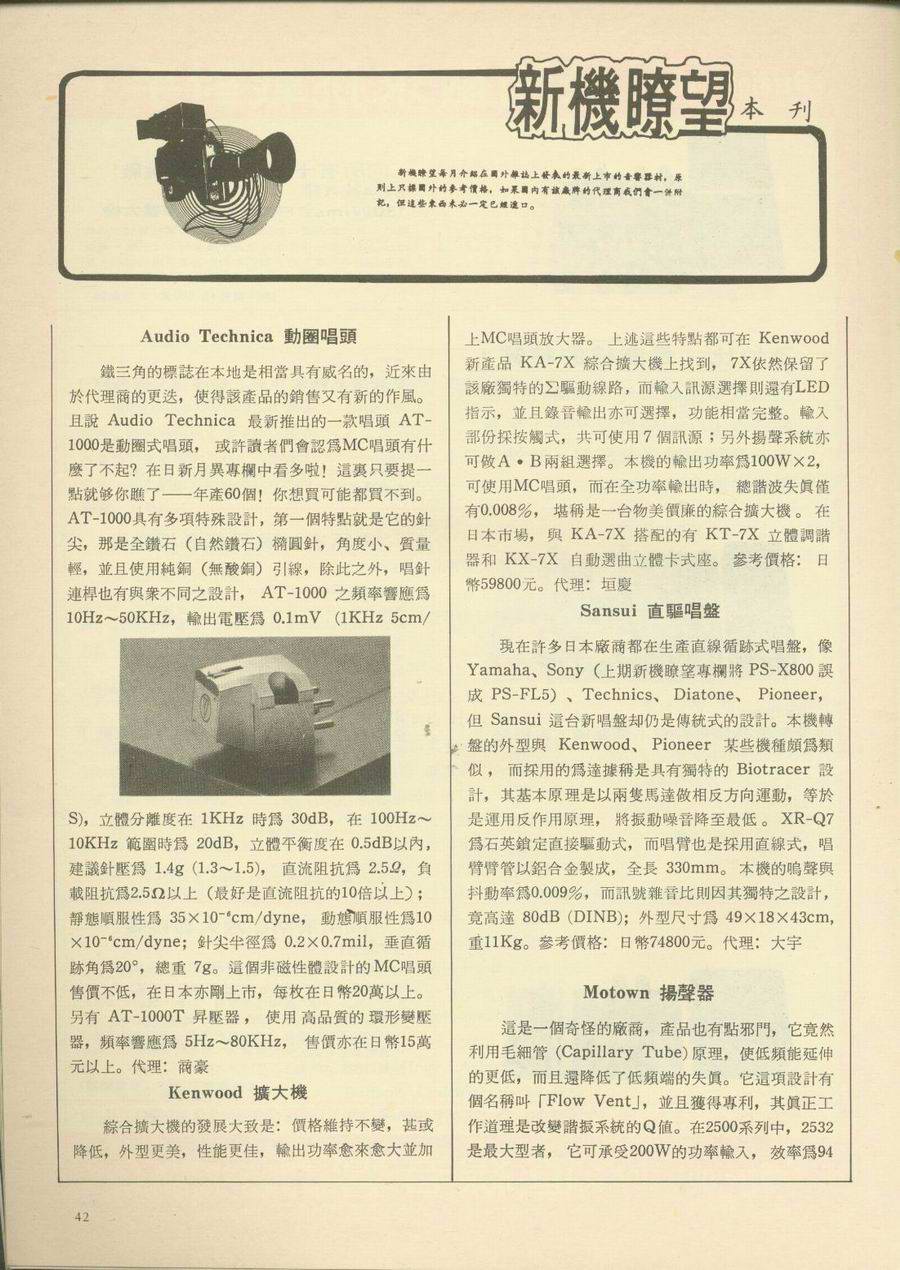 新機瞭望
本刊
新機瞭望每月介紹在國外雜誌上發表的最新上市的音響器材，原
則上只採國外的參考價格，如果國內有該廠牌的代理商我們會一併附
記，但這些東西未必一定已經進口。
Audio Technica 動圈唱頭
鐵三角的標誌在本地是相當具有威名的，近來由
於代理商的更迭，使得該產品的銷售又有新的作風。
且說 Audio Technica 最新推出的一款唱頭 AT-
1000是動圈式唱頭，或許讀者們會認爲MC唱頭有什
麼了不起？在日新月異專欄中看多啦！這裏只要提一
點就够你瞧了——年產60個！你想買可能都買不到。
AT-1000具有多項特殊設計，第一個特點就是它的針
尖，那是全鑽石（自然鑽石）橢圓針，角度小、質量
輕，並且使用純銅（無酸銅）引線，除此之外，唱針
連桿也有與衆不同之設計，AT-1000 之頻率響應爲
10Hz～50KHz，輸出電壓爲 0.1mV (1KHz 5cm/
S)，立體分離度在 1KHz 時爲 30dB，在 100Hz～
10KHz 範圍時爲 20dB，立體平衡度在 0.5dB以內，
建議針壓爲 1.4g (1.3～1.5)，直流阻抗爲 2.5Ω，負
載阻抗爲2.5Ω以上（最好是直流阻抗的10倍以上）；
靜態順服性爲 35×10⁻⁶cm/dyne，動態順服性爲10
×10⁻⁶cm/dyne；針尖半徑爲 0.2×0.7mil，垂直循
跡角爲20°，總重 7g。這個非磁性體設計的MC唱頭
售價不低，在日本亦剛上市，每枚在日幣20萬以上。
另有 AT-1000T 昇壓器，使用高品質的環形變壓
器，頻率響應爲 5Hz～80KHz，售價亦在日幣15萬
元以上。代理：商豪
Kenwood 擴大機
綜合擴大機的發展大致是：價格維持不變，甚或
降低，外型更美，性能更佳，輸出功率愈來愈大並加
上MC唱頭放大器。上述這些特點都可在 Kenwood
新產品 KA-7X 綜合擴大機上找到，7X依然保留了
該廠獨特的Σ驅動線路，而輸入訊源選擇則還有LED
指示，並且錄音輸出亦可選擇，功能相當完整。輸入
部份採按觸式，共可使用７個訊源；另外揚聲系統亦
可做A・B兩組選擇。本機的輸出功率爲100W×2，
可使用MC唱頭，而在全功率輸出時，總諧波失眞僅
有0.008%，堪稱是一台物美價廉的綜合擴大機。在
日本市場，與 KA-7X 搭配的有 KT-7X 立體調諧
器和 KX-7X 自動選曲立體卡式座。參考價格：日
幣59800元。代理：垣慶
Sansui 直驅唱盤
現在許多日本廠商都在生產直線循跡式唱盤，像
Yamaha、Sony（上期新機瞭望專欄將 PS-X800 誤
成 PS-FL5）、Technics、Diatone、Pioneer，
但 Sansui 這台新唱盤却仍是傳統式的設計。本機轉
盤的外型與 Kenwood、Pioneer 某些機種頗爲類
似，而採用的爲達據稱是具有獨特的 Biotracer 設
計，其基本原理是以兩隻馬達做相反方向運動，等於
是運用反作用原理，將振動噪音降至最低。XR-Q7
爲石英鎖定直接驅動式，而唱臂也是採用直線式，唱
臂臂管以鋁合金製成，全長 330mm。本機的嗚聲與
抖動率爲0.009%，而訊號雜音比則因其獨特之設計，
竟高達 80dB (DINB)；外型尺寸爲 49×18×43cm,
重11Kg。參考價格：日幣74800元。代理：大宇
Motown 揚聲器
這是一個奇怪的廠商，產品也有點邪門，它竟然
利用毛細管 (Capillary Tube)原理，使低頻能延伸
的更低，而且還降低了低頻端的失眞。它這項設計有
個名稱叫「Flow Vent」，並且獲得專利，其眞正工
作道理是改變諧振系統的Q値。在2500系列中，2532
是最大型者，它可承受200W的功率輸入，效率爲94
42